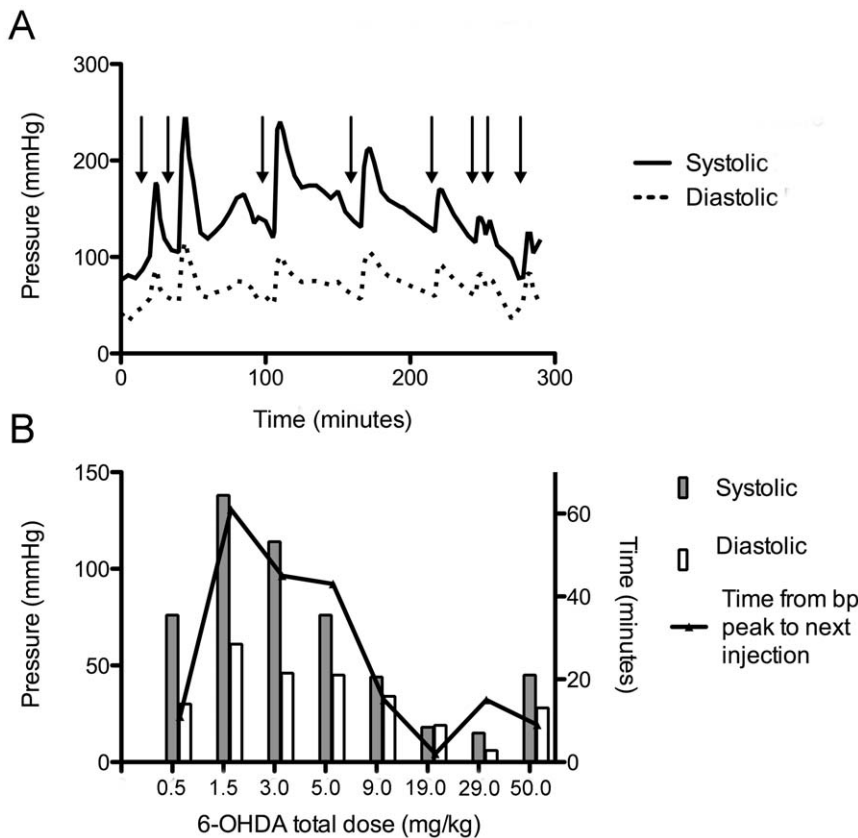 A
300
200
100
0
Pressure (mmHg)
0 100 200 300
Time (minutes)
Systolic
Diastolic
B
150
100
50
0
Pressure (mmHg)
60
40
20
0
Time (minutes)
0.5 1.5 3.0 5.0 9.0 19.0 29.0 50.0
6-OHDA total dose (mg/kg)
Systolic
Diastolic
Time from bp
peak to next
injection